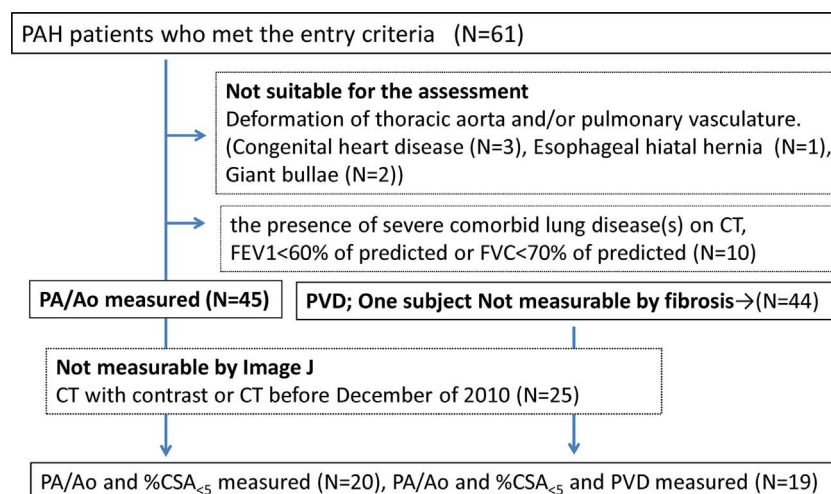 PAH patients who met the entry criteria (N=61)
Not suitable for the assessment
Deformation of thoracic aorta and/or pulmonary vasculature.
(Congenital heart disease (N=3), Esophageal hiatal hernia (N=1),
Giant bullae (N=2))
the presence of severe comorbid lung disease(s) on CT,
FEV1<60% of predicted or FVC<70% of predicted (N=10)
PA/Ao measured (N=45)
PVD; One subject Not measurable by fibrosis→(N=44)
Not measurable by Image J
CT with contrast or CT before December of 2010 (N=25)
PA/Ao and %CSA<5 measured (N=20), PA/Ao and %CSA<5 and PVD measured (N=19)